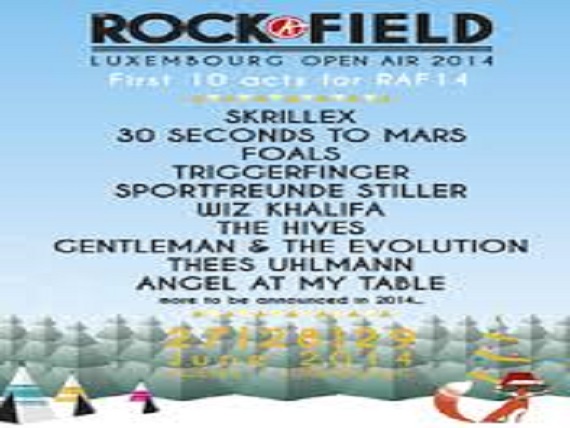 ROCK A FIELD
LUXEMBOURG OPEN AIR 2014
First 10 acts for RAF14
SKRILLEX
30 SECONDS TO MARS
FOALS
TRIGGERFINGER
SPORTFREUNDE STILLER
WIZ KHALIFA
THE HIVES
GENTLEMAN & THE EVOLUTION
THEES UHLMANN
ANGEL AT MY TABLE
more to be announced in 2014...
27|28|29
June 2014